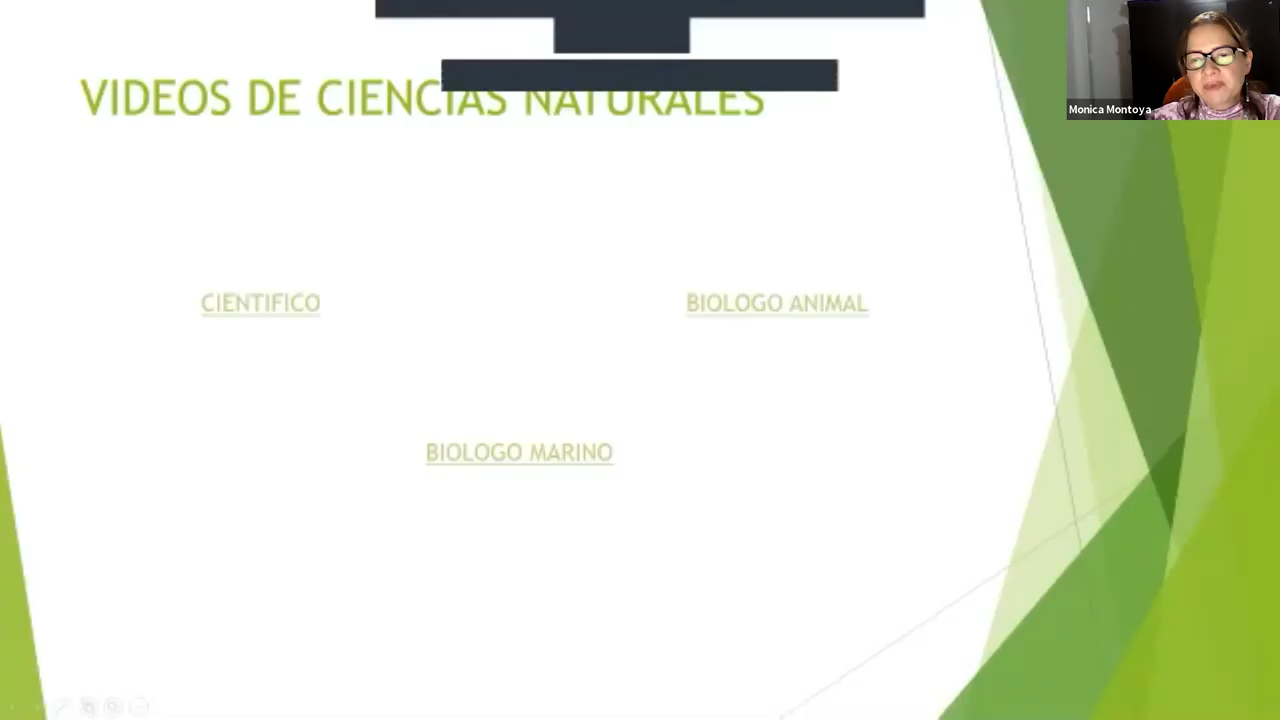 VIDEOS DE CIENCIAS NATURALES
Monica Montoya
CIENTIFICO
BIOLOGO ANIMAL
BIOLOGO MARINO